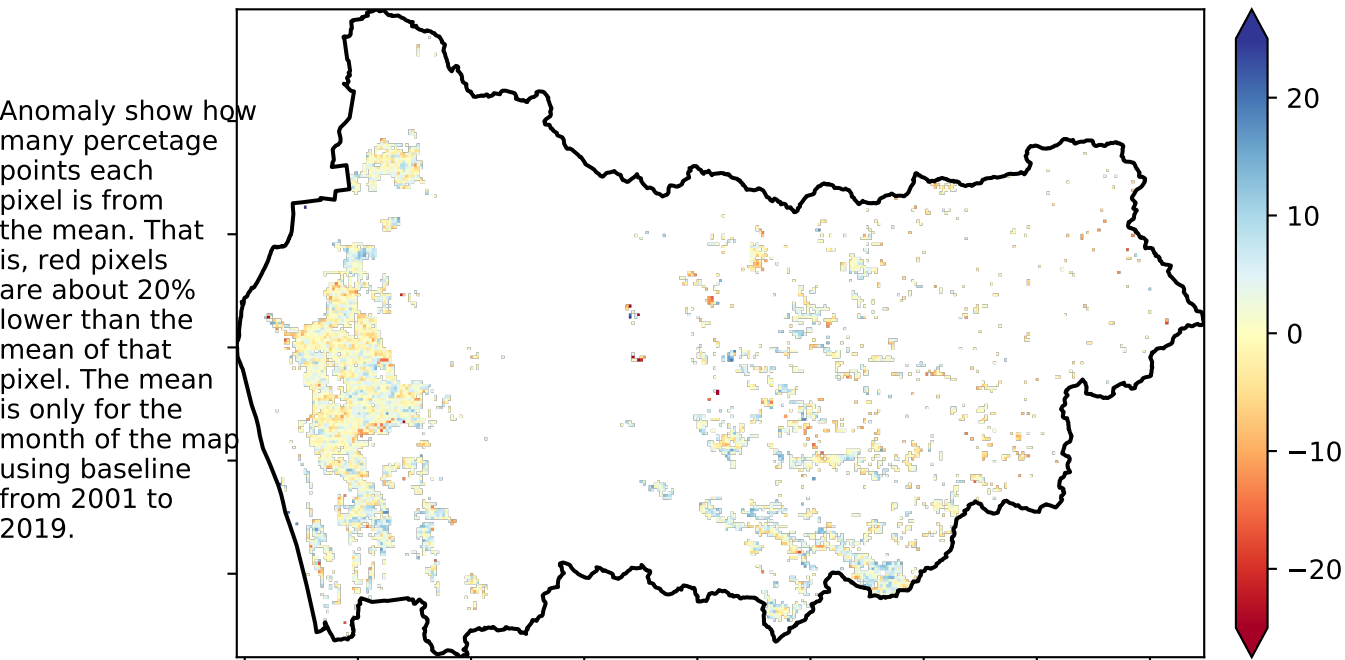 Anomaly show how
many percetage
points each
pixel is from
the mean. That
is, red pixels
are about 20%
lower than the
mean of that
pixel. The mean
is only for the
month of the map
using baseline
from 2001 to
2019.
20
10
0
−10
−20